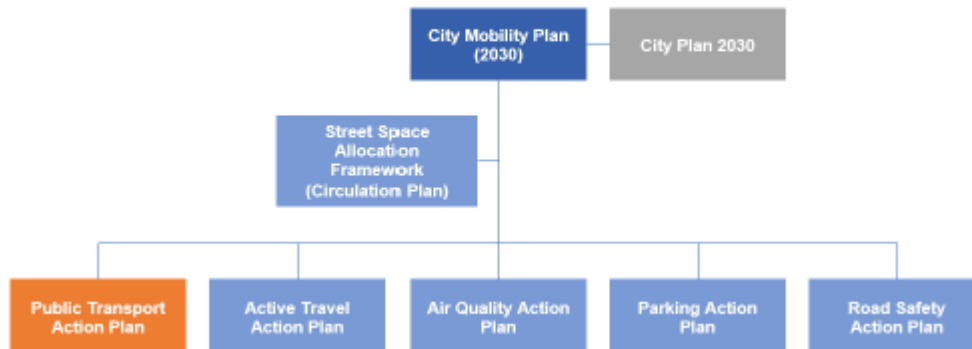 City Mobility Plan
(2030)
City Plan 2030
Street Space
Allocation
Framework
(Circulation Plan)
Public Transport
Action Plan
Active Travel
Action Plan
Air Quality Action
Plan
Parking Action
Plan
Road Safety
Action Plan